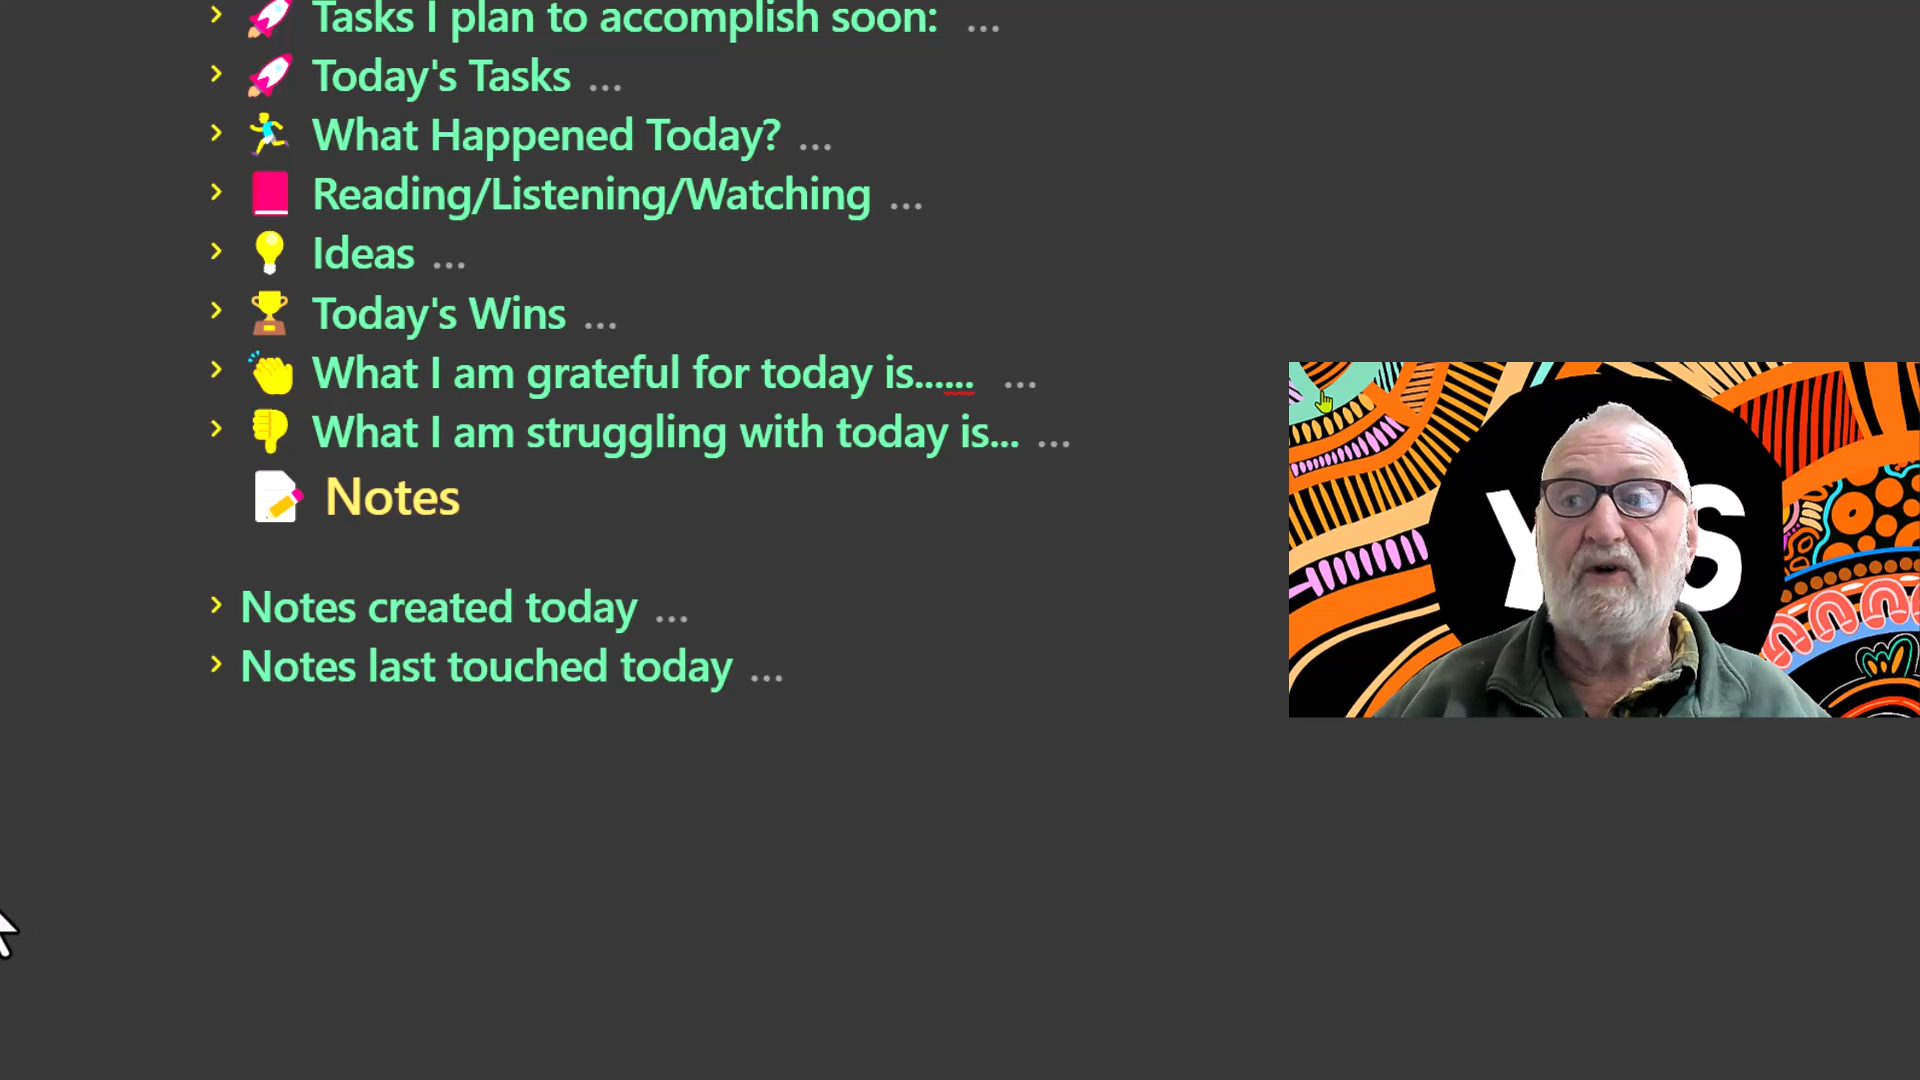 Tasks I plan to accomplish soon: ...
Today's Tasks ...
What Happened Today? ...
Reading/Listening/Watching ...
Ideas ...
Today's Wins ...
What I am grateful for today is...... ...
What I am struggling with today is... ...
Notes
Notes created today ...
Notes last touched today ...
Y S